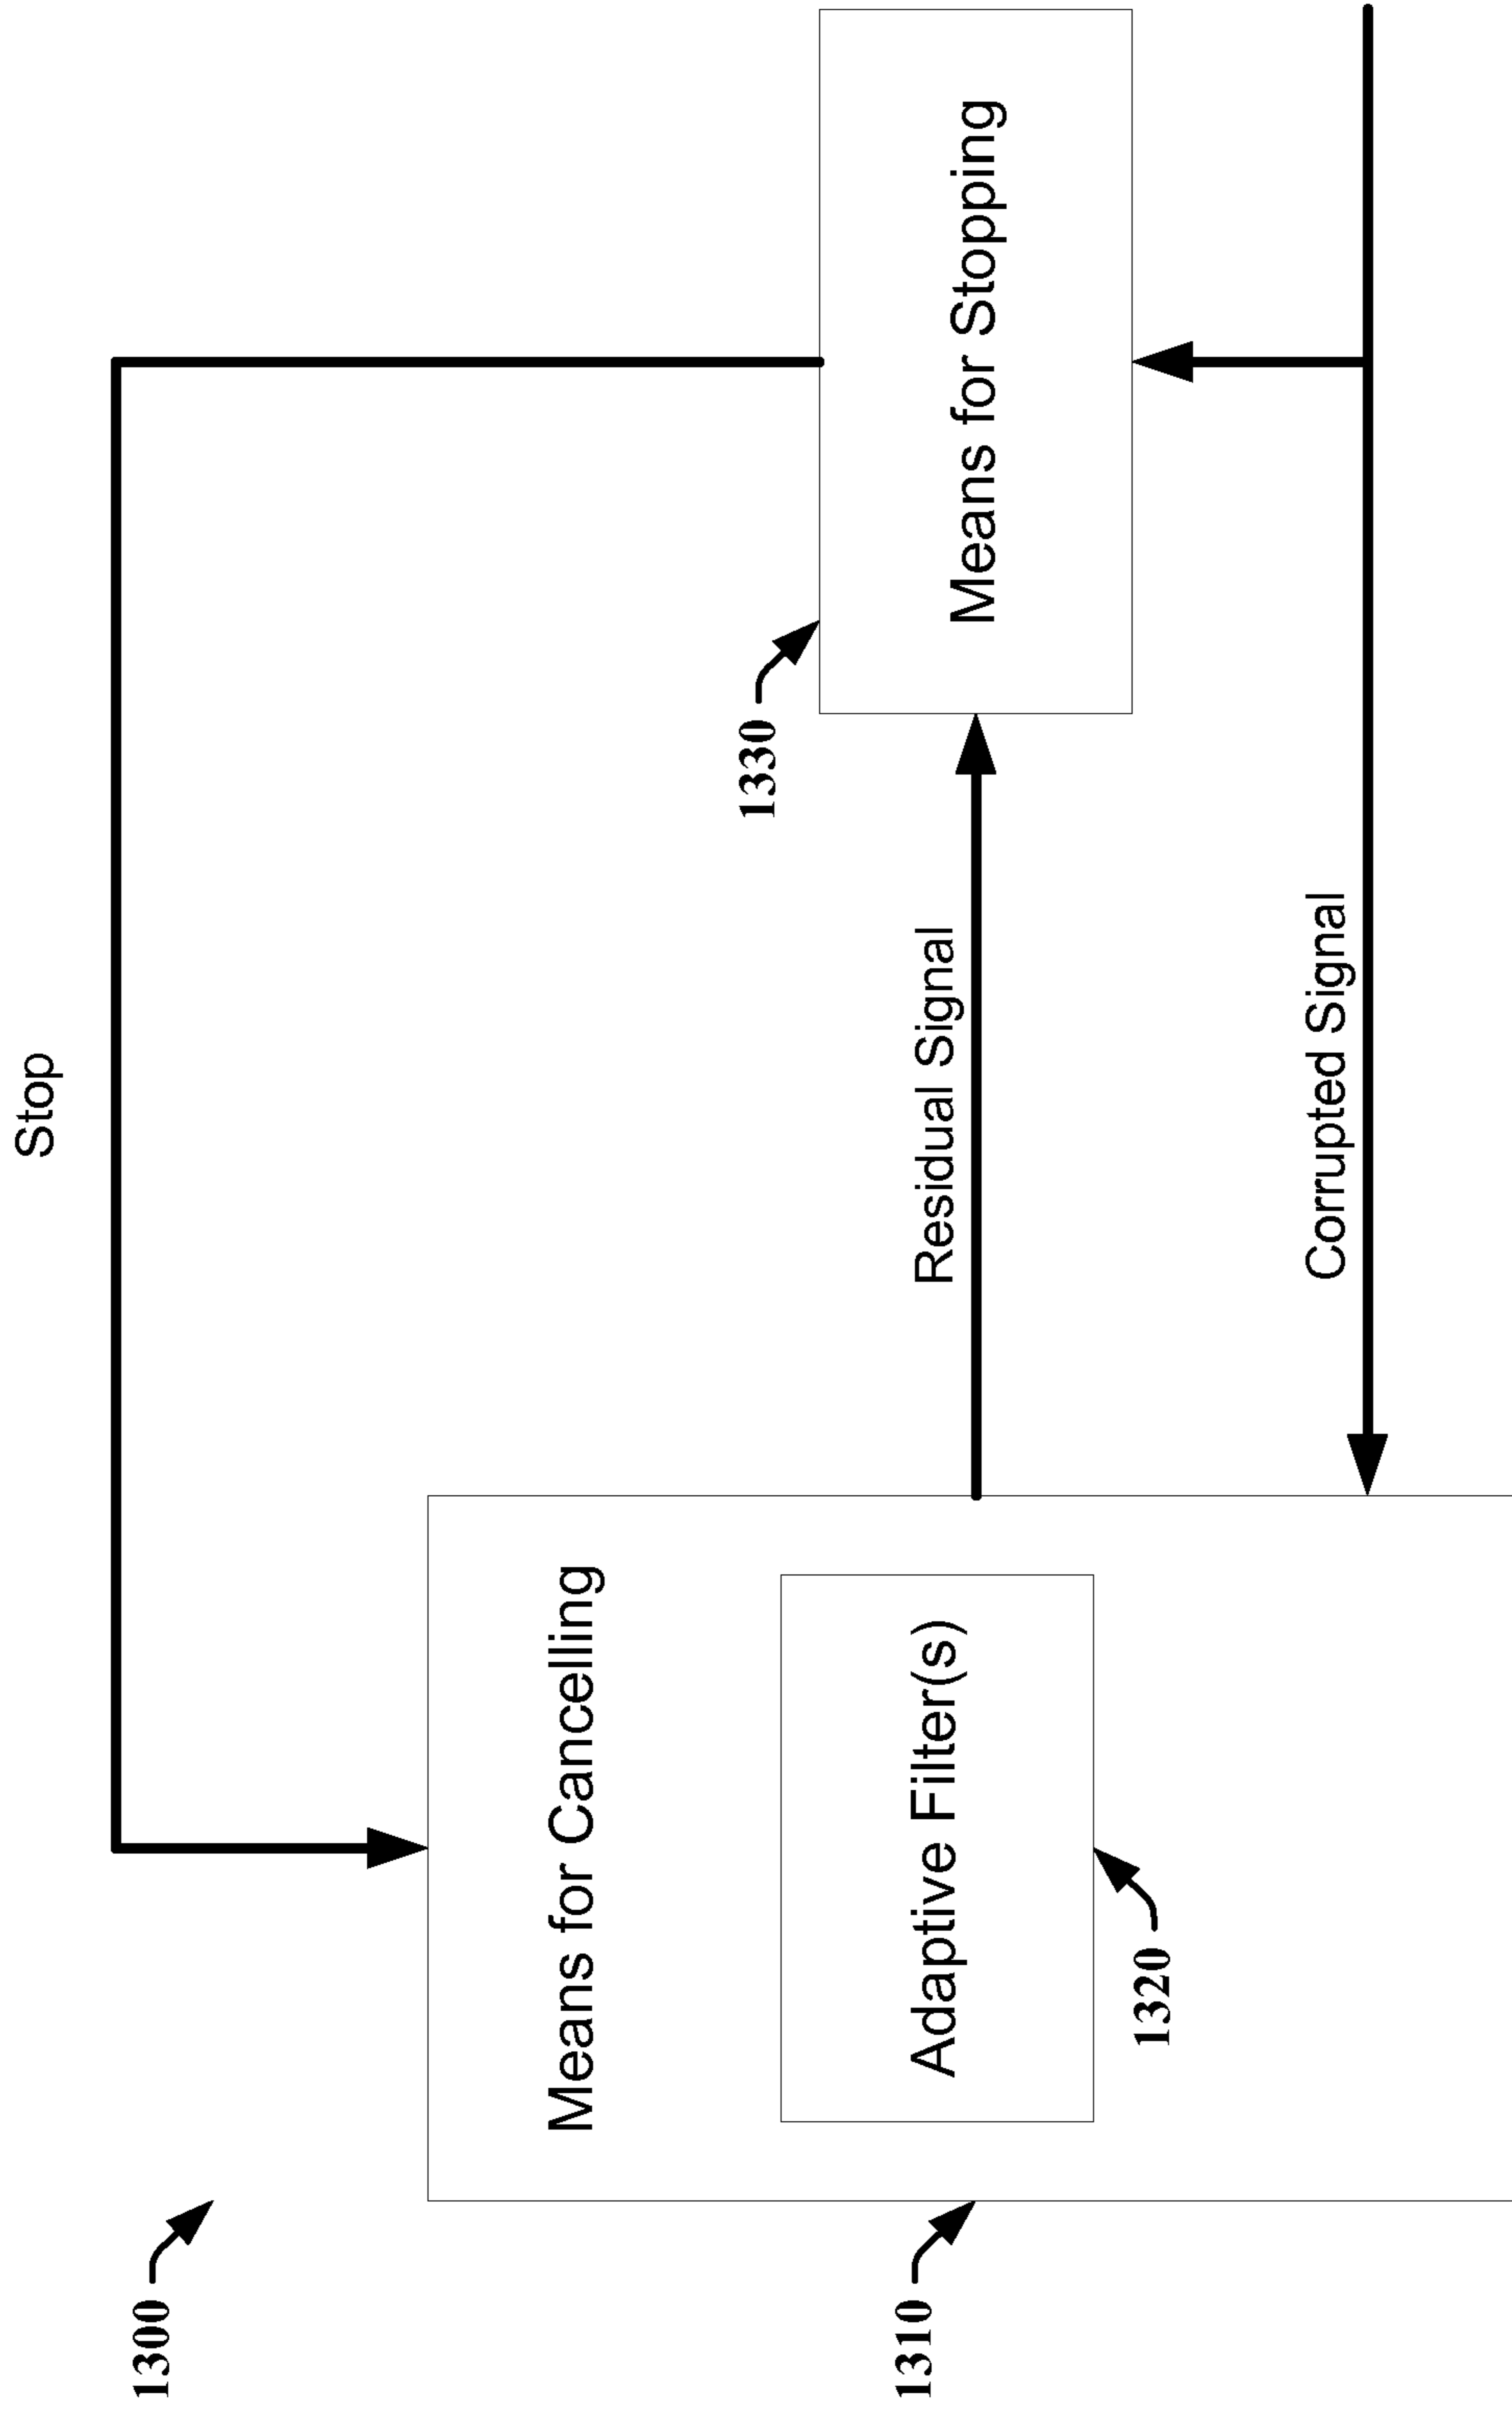 1300
Stop
1310
Means for Cancelling
Adaptive Filter(s)
1320
Residual Signal
Corrupted Signal
1330
Means for Stopping